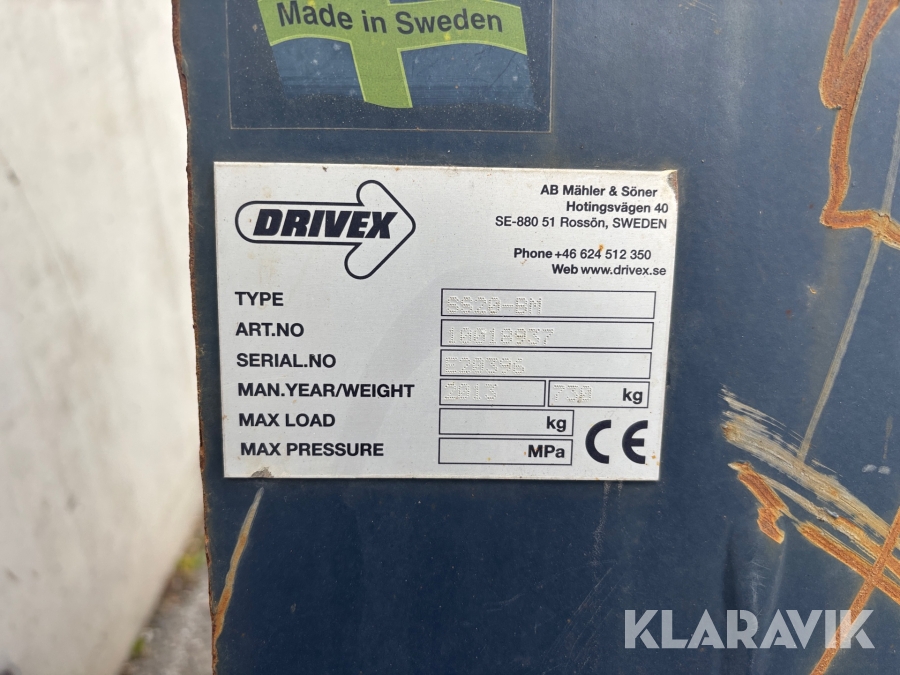 Made in Sweden
DRIVEX
AB Mähler & Söner
Hotingsvägen 40
SE-880 51 Rossön, SWEDEN
Phone +46 624 512 350
Web www.drivex.se
TYPE
ART.NO 10018937
SERIAL.NO
MAN.YEAR/WEIGHT 730 kg
MAX LOAD kg
MAX PRESSURE MPa
CE
KLARAVIK